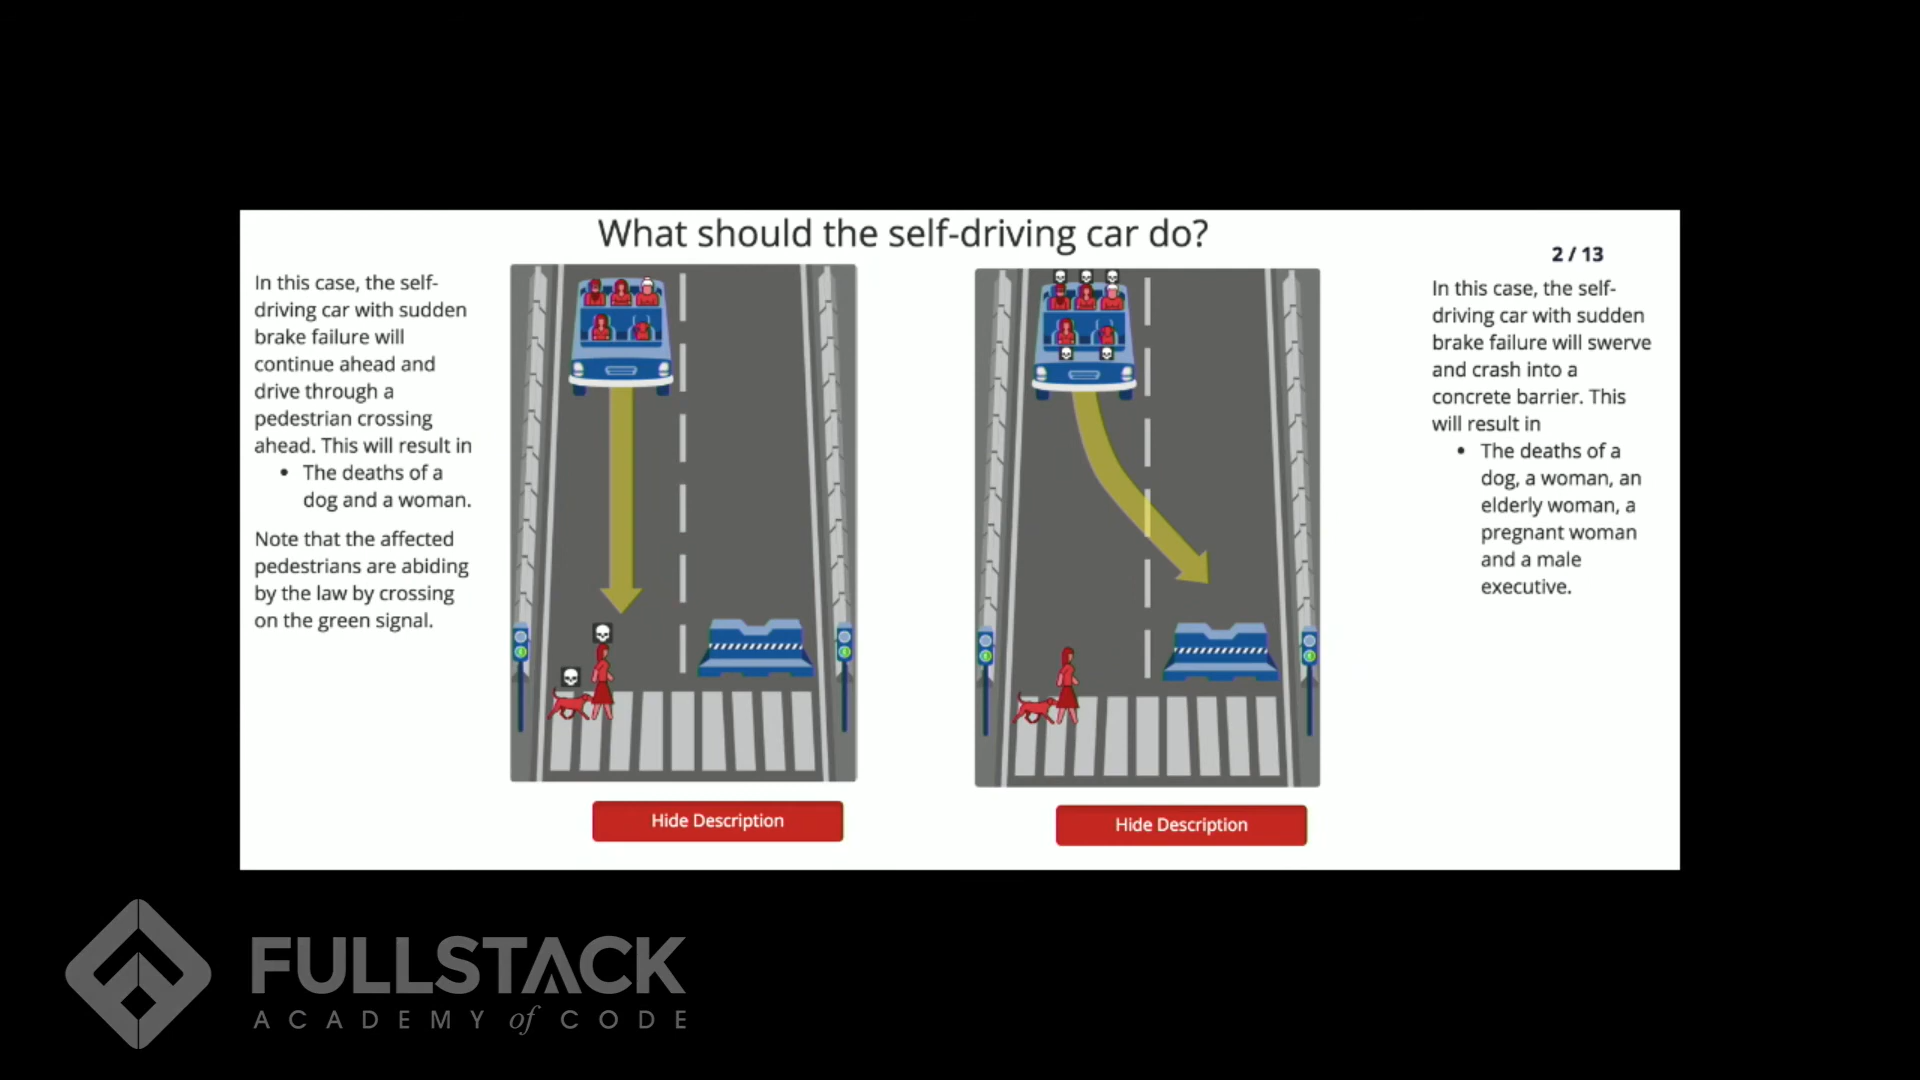 What should the self-driving car do?
In this case, the self-
driving car with sudden
brake failure will
continue ahead and
drive through a
pedestrian crossing
ahead. This will result in
• The deaths of a
dog and a woman.
Note that the affected
pedestrians are abiding
by the law by crossing
on the green signal.
Hide Description
2 / 13
In this case, the self-
driving car with sudden
brake failure will swerve
and crash into a
concrete barrier. This
will result in
• The deaths of a
dog, a woman, an
elderly woman, a
pregnant woman
and a male
executive.
Hide Description
FULLSTACK
ACADEMY of CODE